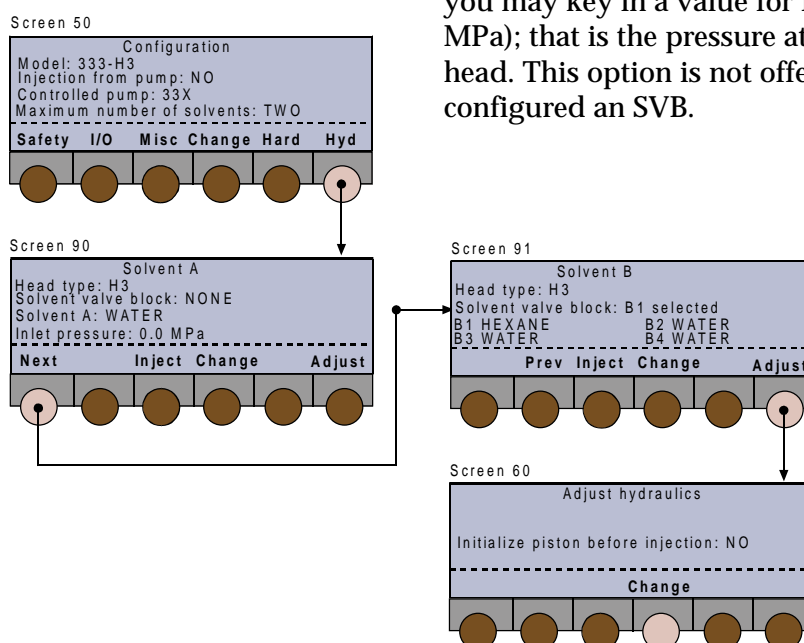 you may key in a value for
MPa); that is the pressure at
head. This option is not
configured an SVB.
Screen 50
Configuration
Model: 333-H3
Injection from pump: NO
Controlled pump: 33X
Maximum number of solvents: TWO
Safety I/O Misc Change Hard Hyd
Screen 90
Solvent A
Head type: H3
Solvent valve block: NONE
Solvent A: WATER
Inlet pressure: 0.0 MPa
Next Inject Change Adjust
Screen 91
Solvent B
Head type: H3
Solvent valve block: B1 selected
B1 HEXANE B2 WATER
B3 WATER B4 WATER
Prev Inject Change Adjust
Screen 60
Adjust hydraulics
Initialize piston before injection: NO
Change